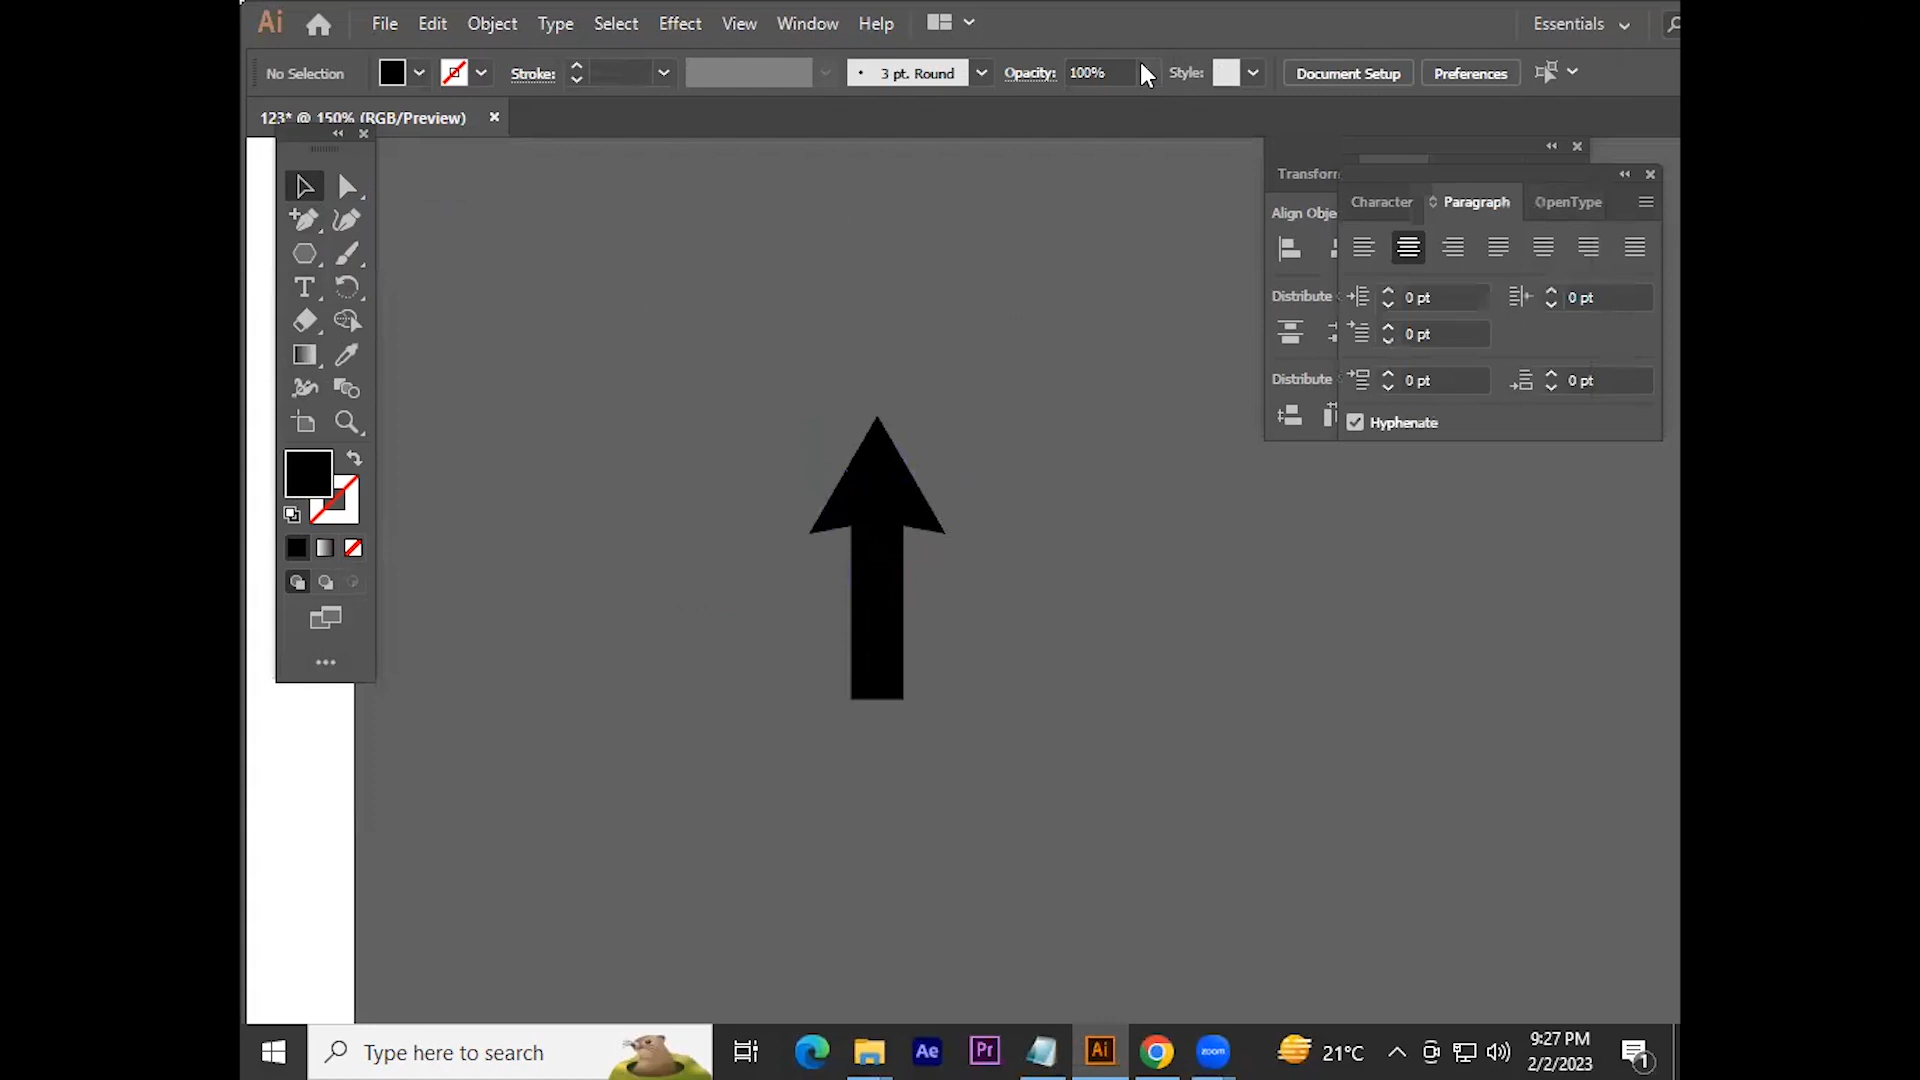 Ai File Edit Object Type Select Effect View Window Help Essentials
No Selection Stroke: 3 pt. Round Opacity: 100% Style: Document Setup Preferences
123* @ 150% (RGB/Preview)
Transform
Character Paragraph OpenType
Align Obje
Distribute 0 pt 0 pt
0 pt
Distribute 0 pt 0 pt
Hyphenate
T
Type here to search Ae Pr Ai zoom 21°C 9:27 PM
2/2/2023 1